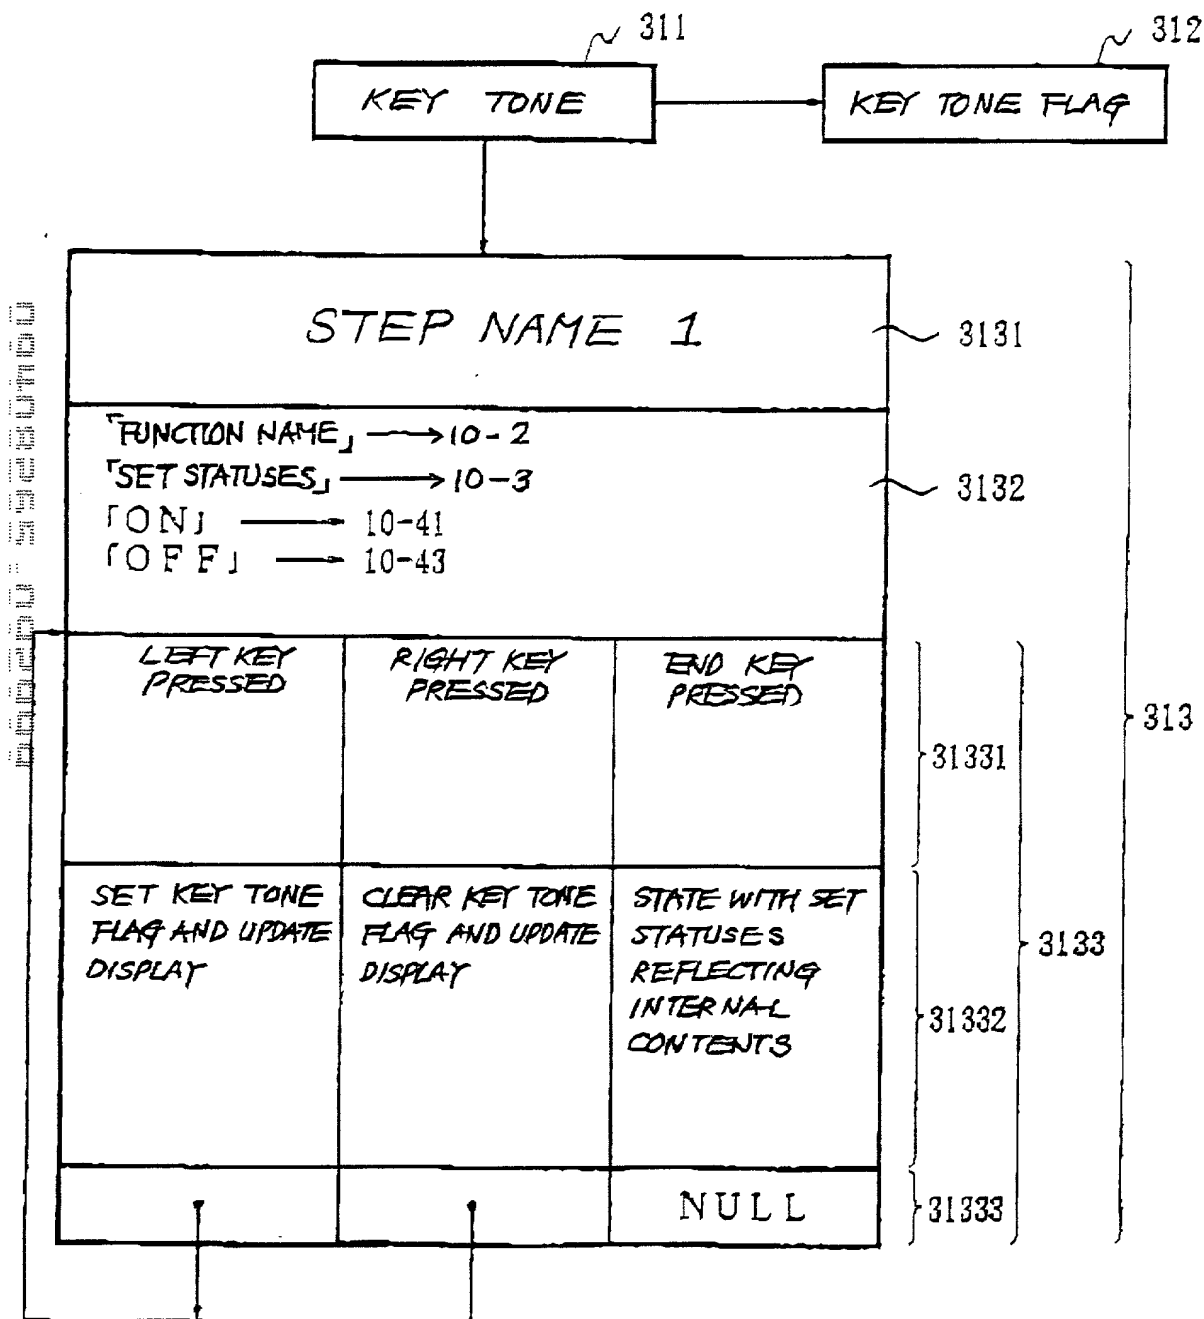 311
312
KEY TONE
KEY TONE FLAG
STEP NAME 1
3131
「FUNCTION NAME」 10-2
「SET STATUSES」 10-3
「ON」 10-41
「OFF」 10-43
3132
LEFT KEY
PRESSED
RIGHT KEY
PRESSED
END KEY
PRESSED
31331
313
SET KEY TONE
FLAG AND UPDATE
DISPLAY
CLEAR KEY TONE
FLAG AND UPDATE
DISPLAY
STATE WITH SET
STATUSES
REFLECTING
INTERNAL
CONTENTS
3133
31332
NULL
31333